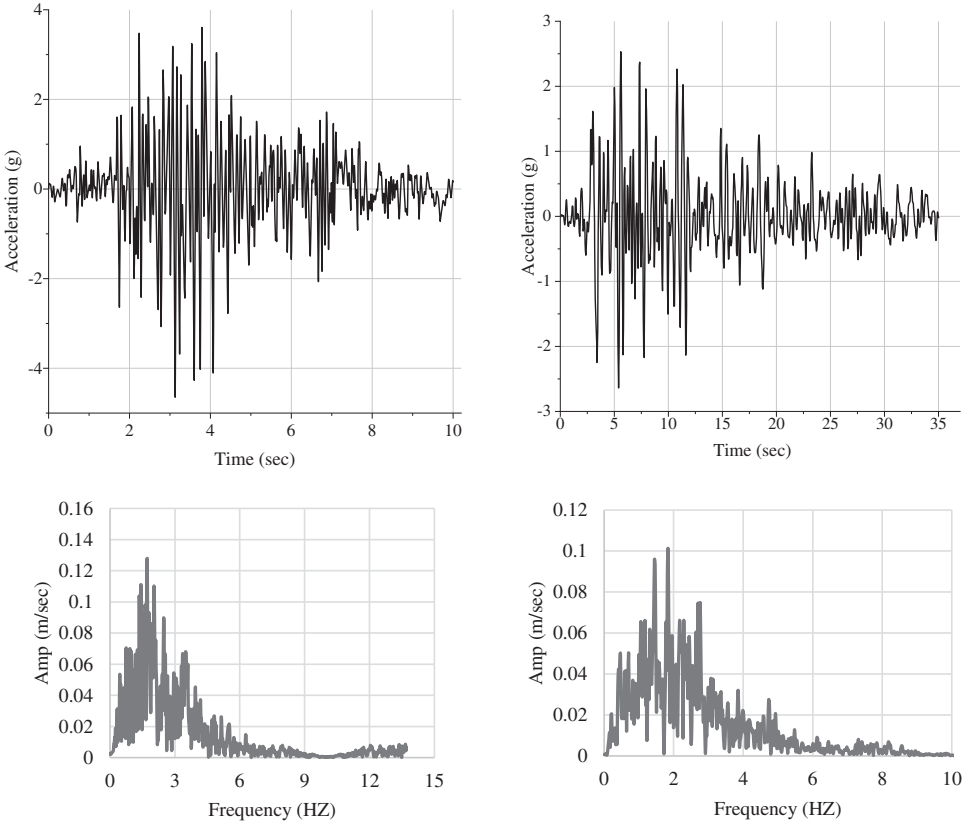 4
2
0
-2
-4
Acceleration (g)
0 2 4 6 8 10
Time (sec)
3
2
1
0
-1
-2
-3
Acceleration (g)
0 5 10 15 20 25 30 35
Time (sec)
0.16
0.14
0.12
0.1
0.08
0.06
0.04
0.02
0
Amp (m/sec)
0 3 6 9 12 15
Frequency (HZ)
0.12
0.1
0.08
0.06
0.04
0.02
0
Amp (m/sec)
0 2 4 6 8 10
Frequency (HZ)